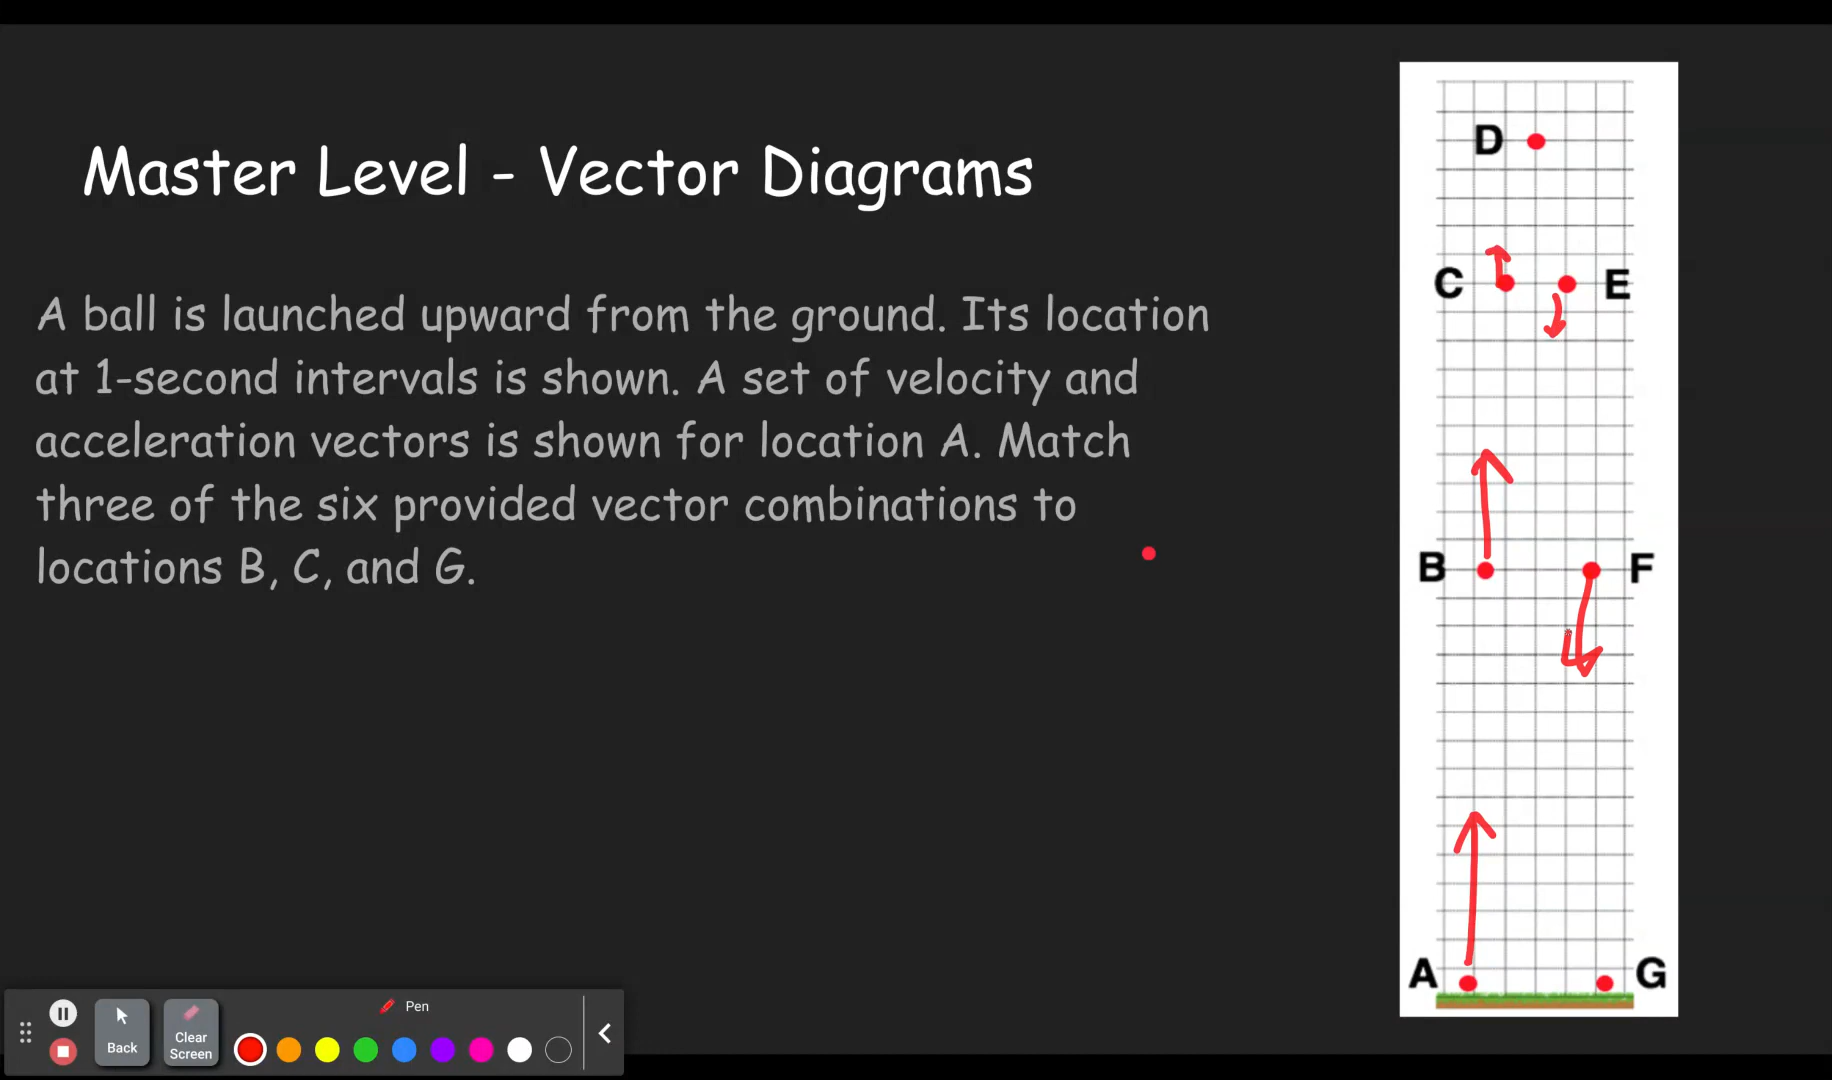 Master Level - Vector Diagrams
A ball is launched upward from the ground. Its location
at 1-second intervals is shown. A set of velocity and
acceleration vectors is shown for location A. Match
three of the six provided vector combinations to
locations B, C, and G.
D
C E
B F
A G
Pen
Back
Clear
Screen